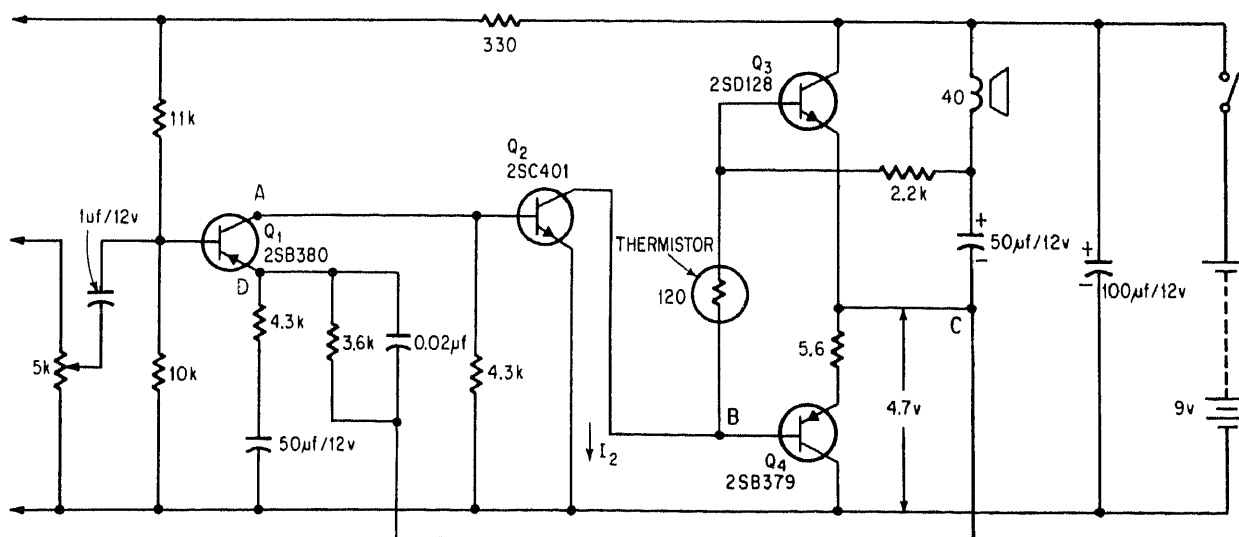 330
Q3
2SD128
40
11k
Q2
2SC401
2.2k
A
1uf/12v
Q1
2SB380
THERMISTOR
+
50µf/12v
-
+
-
100µf/12v
D
120
C
4.3k
3.6k
0.02µf
5.6
5k
10k
4.3k
4.7v
9v
B
50µf/12v
I2
Q4
2SB379